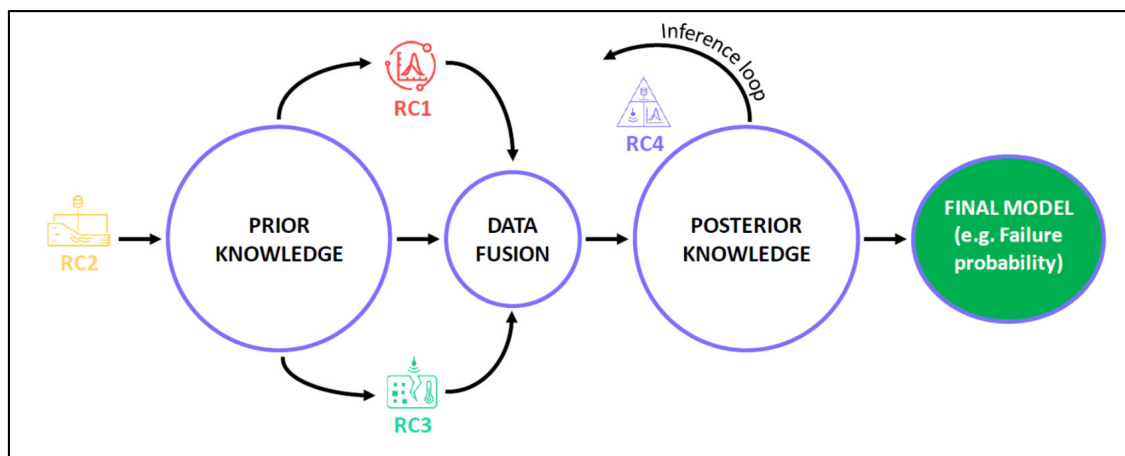 Inference loop
RC1
RC4
RC2
PRIOR
KNOWLEDGE
DATA
FUSION
POSTERIOR
KNOWLEDGE
FINAL MODEL
(e.g. Failure
probability)
RC3